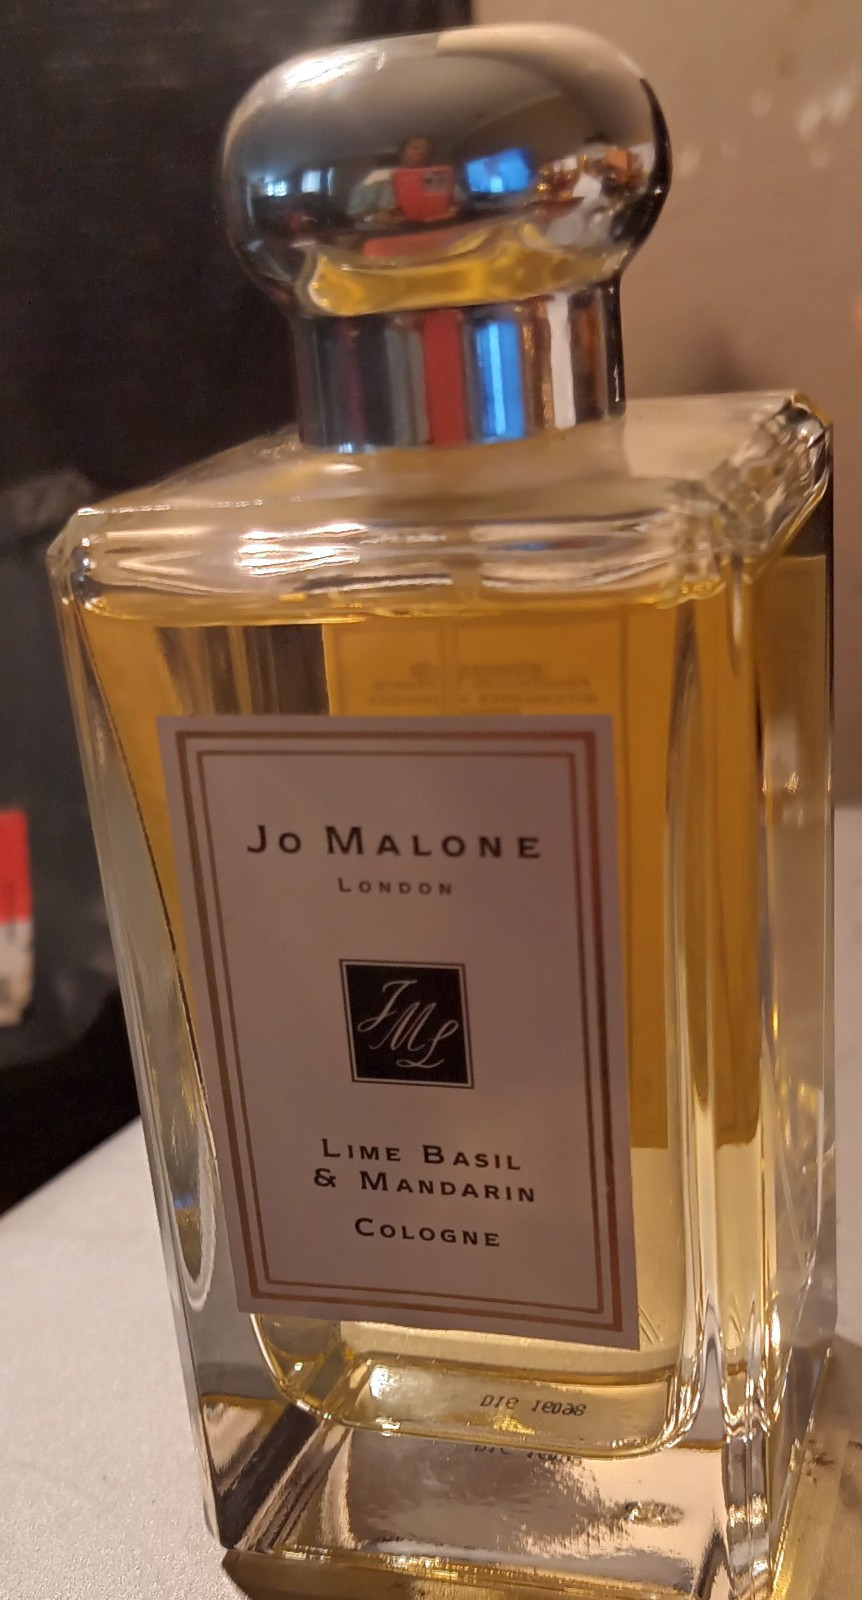 Jo Malone
London
JML
Lime Basil
& Mandarin
Cologne